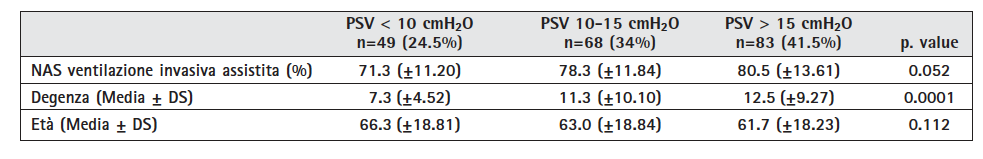 PSV < 10 cmH₂O PSV 10-15 cmH₂O PSV > 15 cmH₂O
n=49 (24.5%) n=68 (34%) n=83 (41.5%) p. value
NAS ventilazione invasiva assistita (%) 71.3 (±11.20) 78.3 (±11.84) 80.5 (±13.61) 0.052
Degenza (Media ± DS) 7.3 (±4.52) 11.3 (±10.10) 12.5 (±9.27) 0.0001
Età (Media ± DS) 66.3 (±18.81) 63.0 (±18.84) 61.7 (±18.23) 0.112